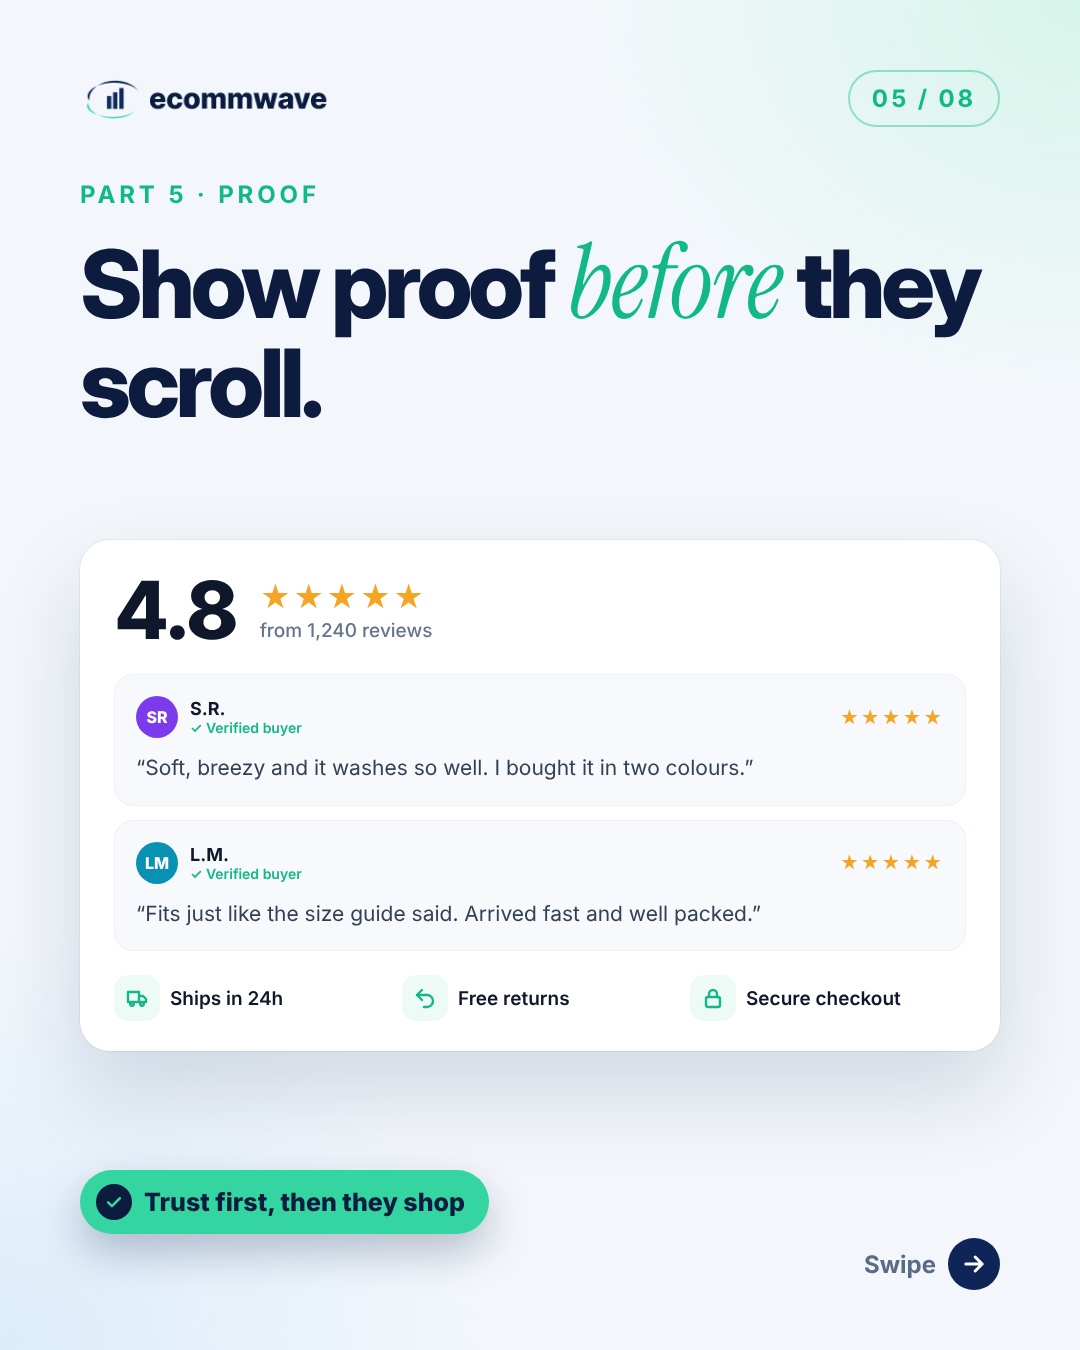 ecommwave
05 / 08
PART 5 · PROOF
Show proof before they
scroll.
4.8
★★★★★
from 1,240 reviews
SR
S.R.
✓ Verified buyer
★★★★★
“Soft, breezy and it washes so well. I bought it in two colours.”
LM
L.M.
✓ Verified buyer
★★★★★
“Fits just like the size guide said. Arrived fast and well packed.”
Ships in 24h
Free returns
Secure checkout
Trust first, then they shop
Swipe